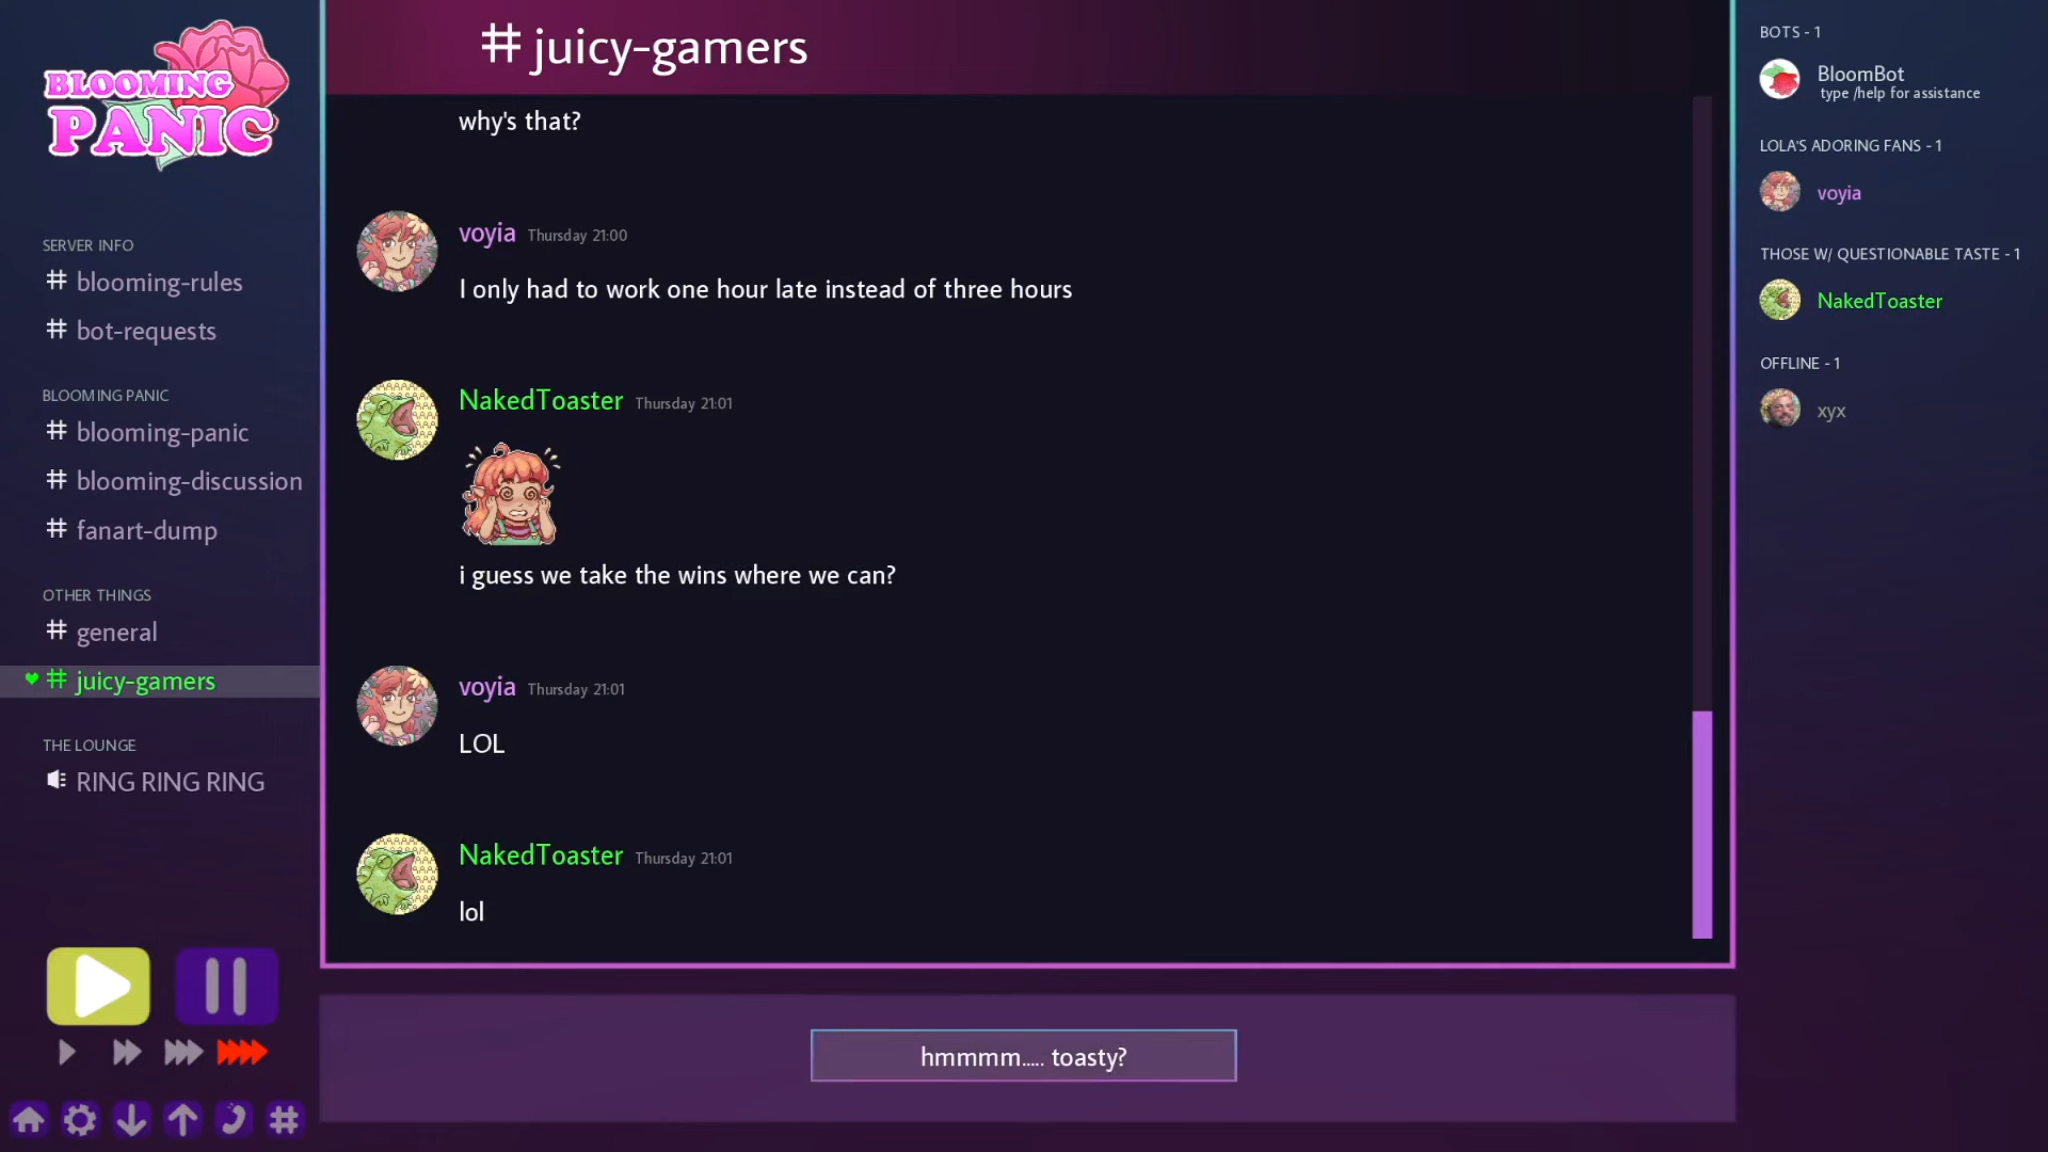 BLOOMING
PANIC
SERVER INFO
# blooming-rules
# bot-requests
BLOOMING PANIC
# blooming-panic
# blooming-discussion
# fanart-dump
OTHER THINGS
# general
# juicy-gamers
THE LOUNGE
RING RING RING
# juicy-gamers
why's that?
voyia Thursday 21:00
I only had to work one hour late instead of three hours
NakedToaster Thursday 21:01
i guess we take the wins where we can?
voyia Thursday 21:01
LOL
NakedToaster Thursday 21:01
lol
hmmmm..... toasty?
BOTS - 1
BloomBot
type /help for assistance
LOLA'S ADORING FANS - 1
voyia
THOSE W/ QUESTIONABLE TASTE - 1
NakedToaster
OFFLINE - 1
xyx